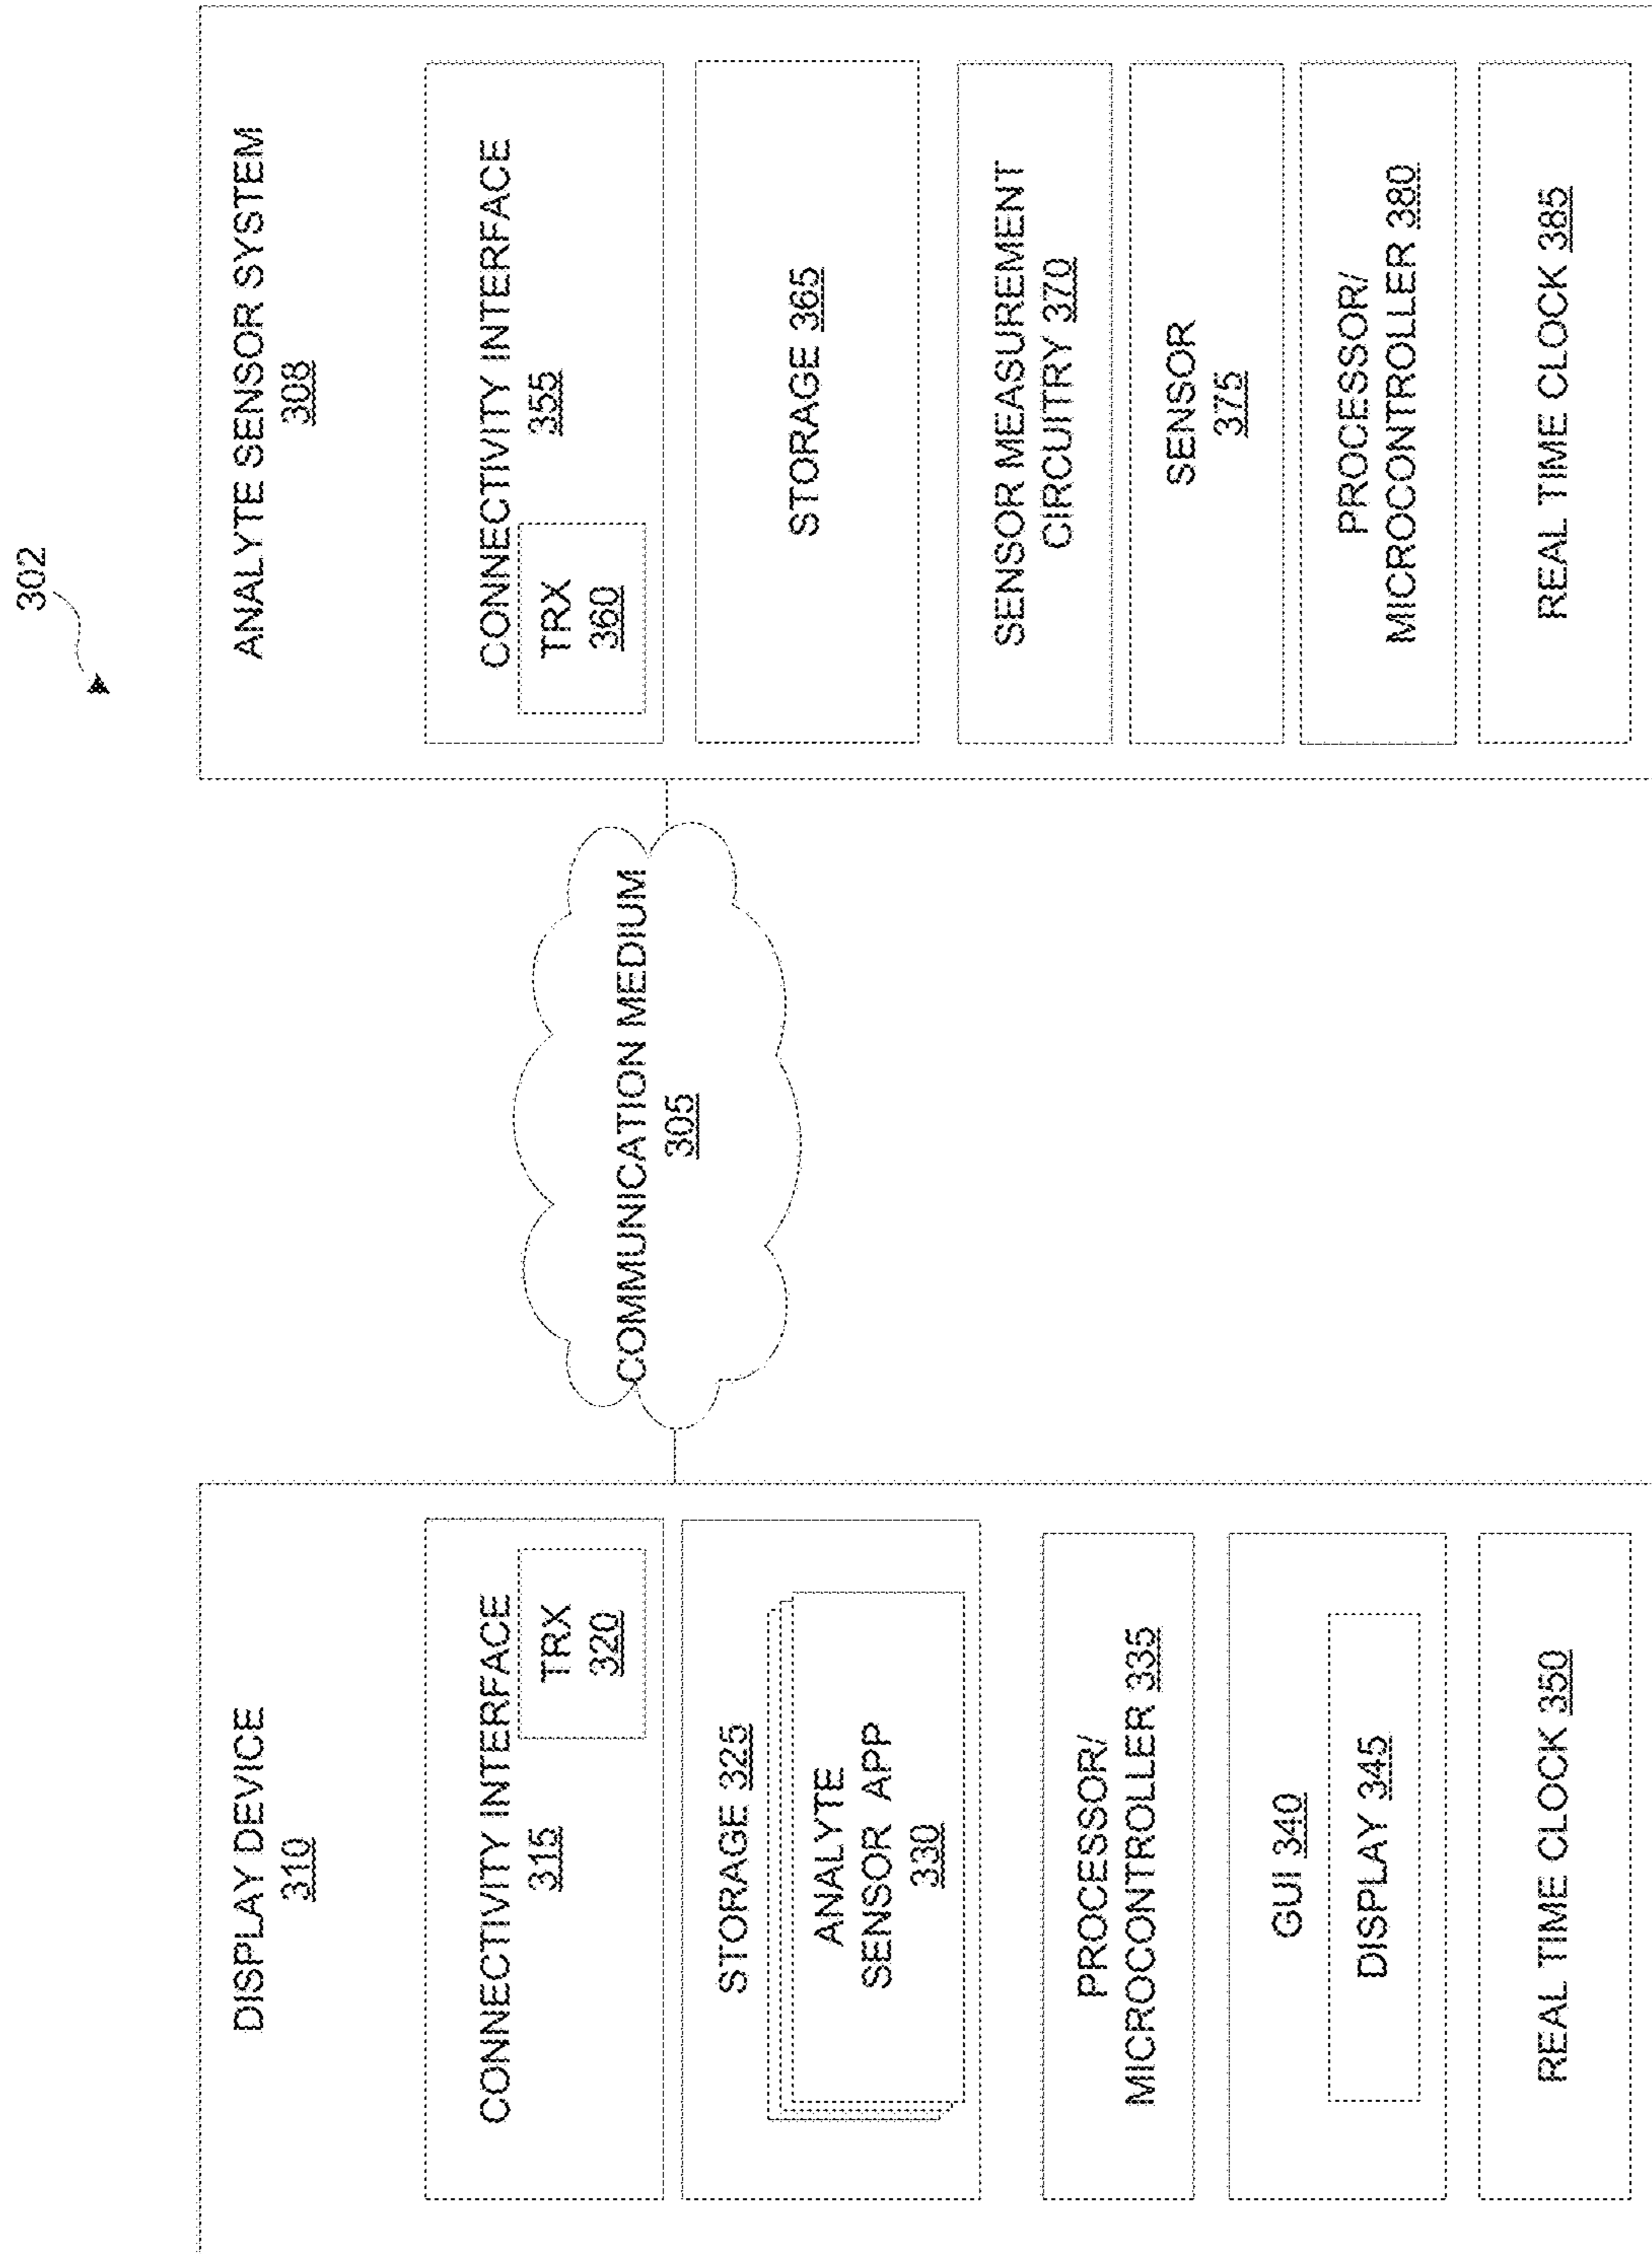 302
DISPLAY DEVICE
310
CONNECTIVITY INTERFACE
315
TRX
320
STORAGE 325
ANALYTE
SENSOR APP
330
PROCESSOR/
MICROCONTROLLER 335
GUI 340
DISPLAY 345
REAL TIME CLOCK 350
COMMUNICATION MEDIUM
305
ANALYTE SENSOR SYSTEM
308
CONNECTIVITY INTERFACE
355
TRX
360
STORAGE 365
SENSOR MEASUREMENT
CIRCUITRY 370
SENSOR
375
PROCESSOR/
MICROCONTROLLER 380
REAL TIME CLOCK 385